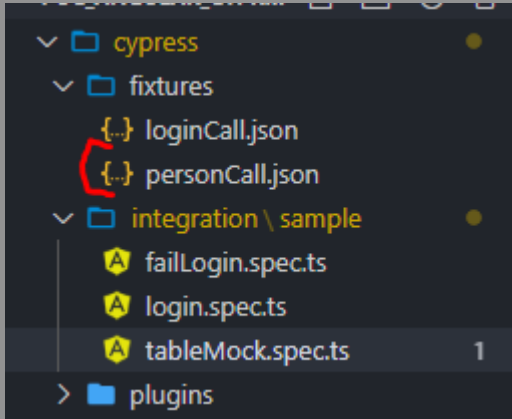 cypress
fixtures
{...} loginCall.json
{...} personCall.json
integration \ sample
A failLogin.spec.ts
A login.spec.ts
A tableMock.spec.ts 1
plugins